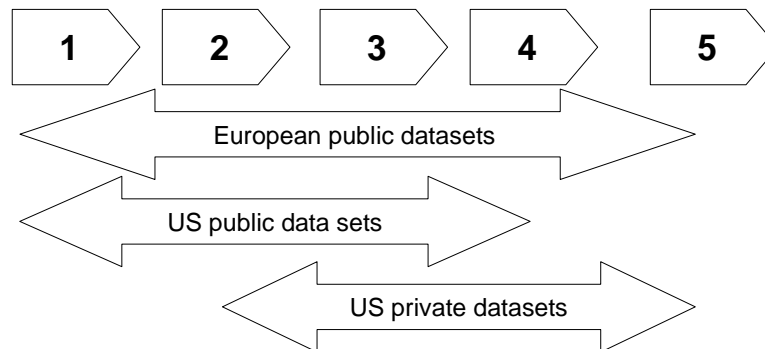 1 2 3 4 5
European public datasets
US public data sets
US private datasets